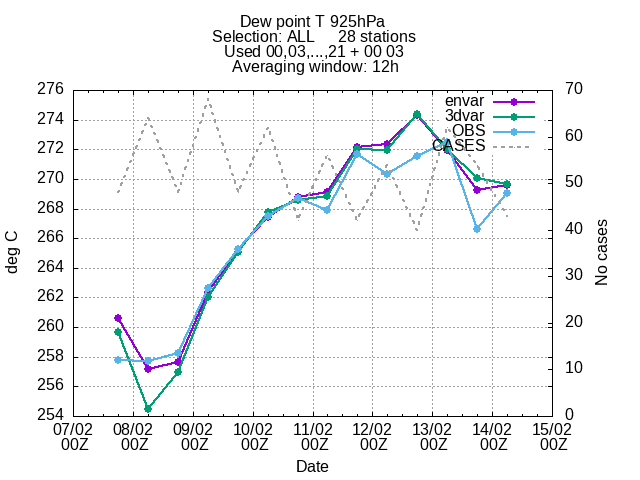 Dew point T 925hPa
Selection: ALL 28 stations
Used 00,03,...,21 + 00 03
Averaging window: 12h
276
274
272
270
268
266
264
262
260
258
256
254
deg C
70
60
50
40
30
20
10
0
No cases
envar
3dvar
OBS
CASES
07/02 08/02 09/02 10/02 11/02 12/02 13/02 14/02 15/02
00Z 00Z 00Z 00Z 00Z 00Z 00Z 00Z 00Z
Date